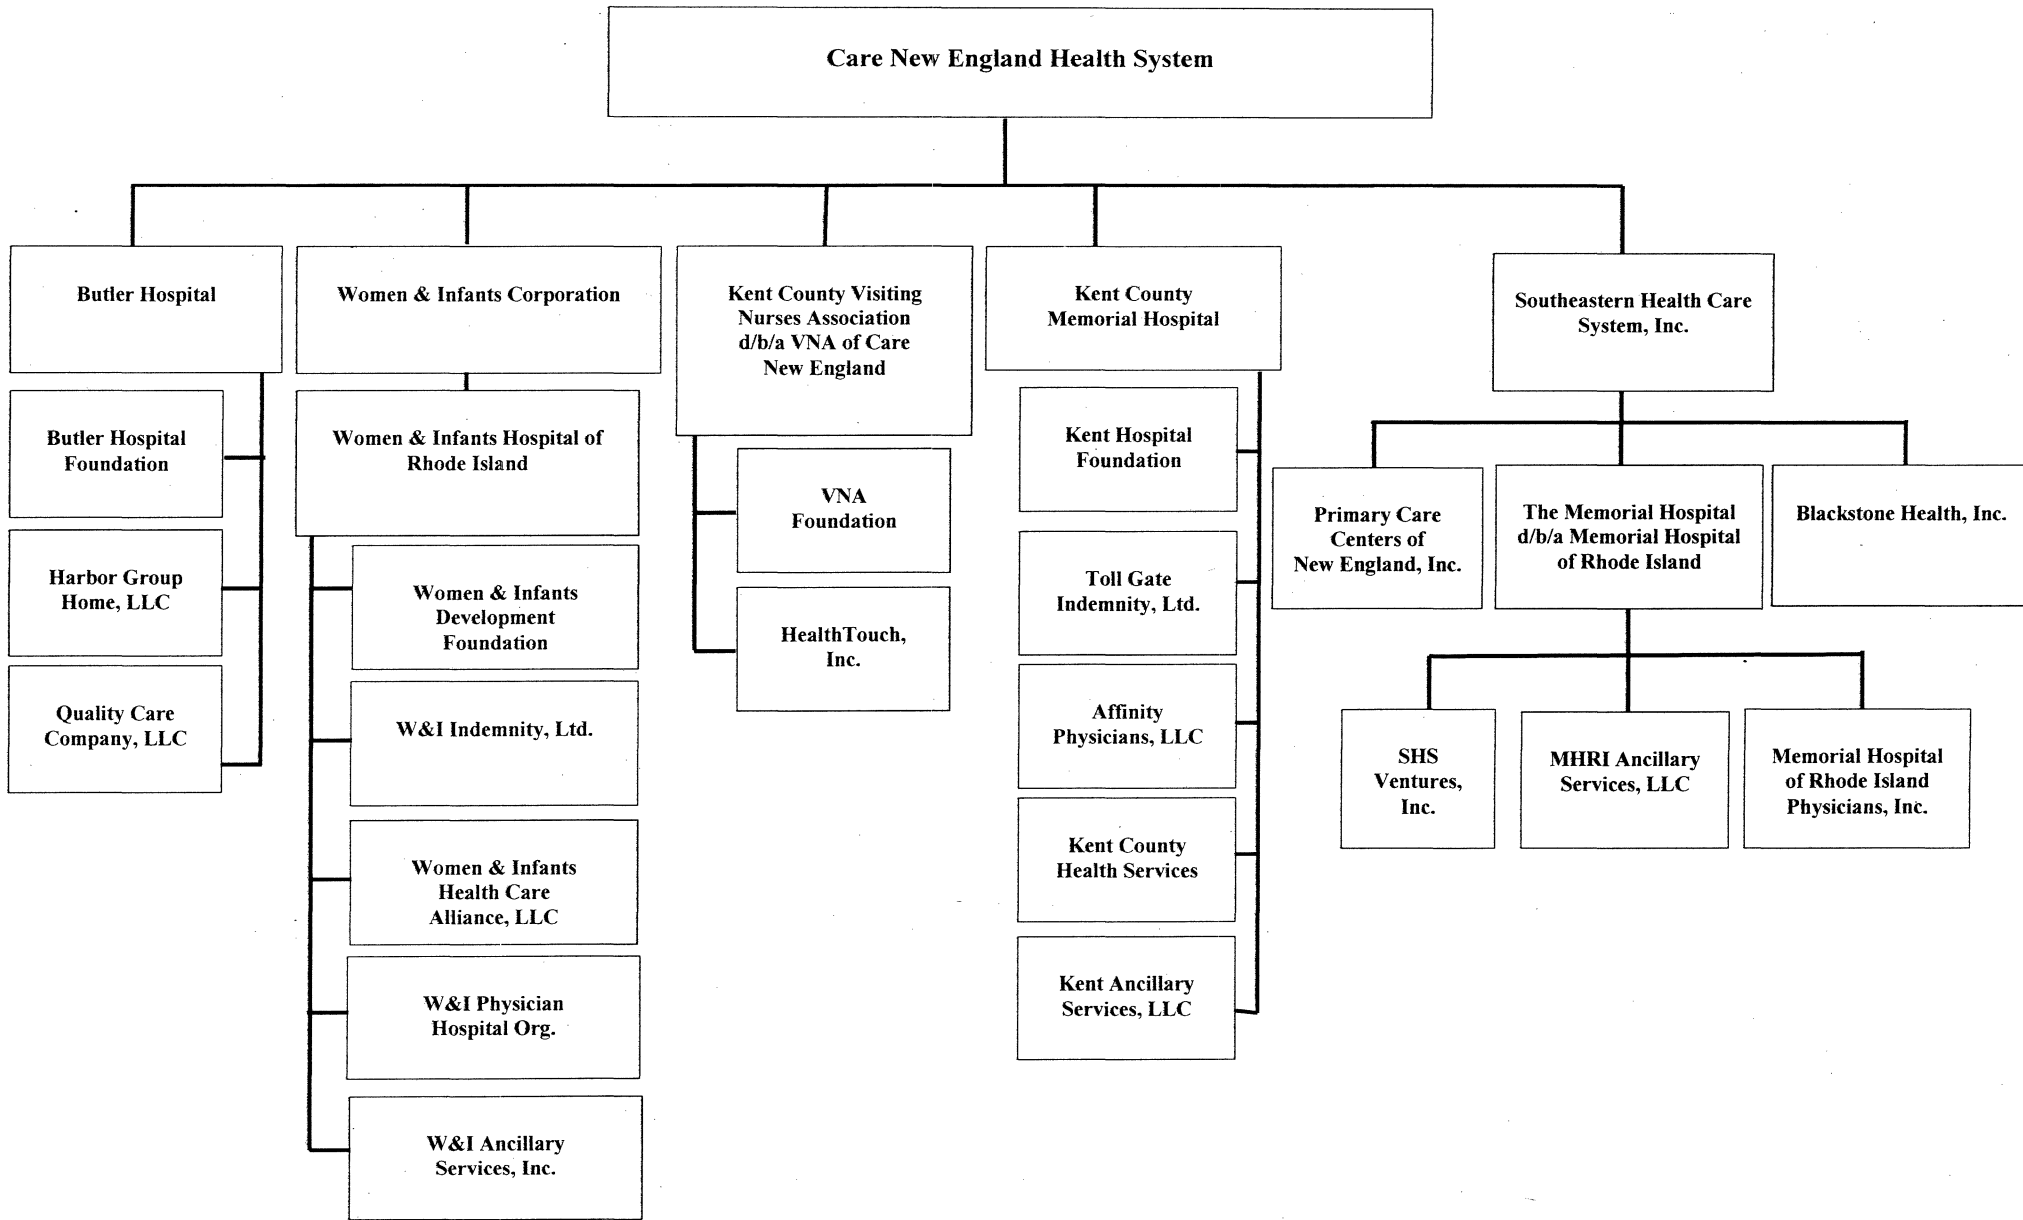 Care New England Health System
Butler Hospital
Women & Infants Corporation
Kent County Visiting
Nurses Association
d/b/a VNA of Care
New England
Kent County
Memorial Hospital
Southeastern Health Care
System, Inc.
Butler Hospital
Foundation
Harbor Group
Home, LLC
Quality Care
Company, LLC
Women & Infants Hospital of
Rhode Island
Women & Infants
Development
Foundation
W&I Indemnity, Ltd.
Women & Infants
Health Care
Alliance, LLC
W&I Physician
Hospital Org.
W&I Ancillary
Services, Inc.
VNA
Foundation
HealthTouch,
Inc.
Kent Hospital
Foundation
Toll Gate
Indemnity, Ltd.
Affinity
Physicians, LLC
Kent County
Health Services
Kent Ancillary
Services, LLC
Primary Care
Centers of
New England, Inc.
The Memorial Hospital
d/b/a Memorial Hospital
of Rhode Island
Blackstone Health, Inc.
SHS
Ventures,
Inc.
MHRI Ancillary
Services, LLC
Memorial Hospital
of Rhode Island
Physicians, Inc.